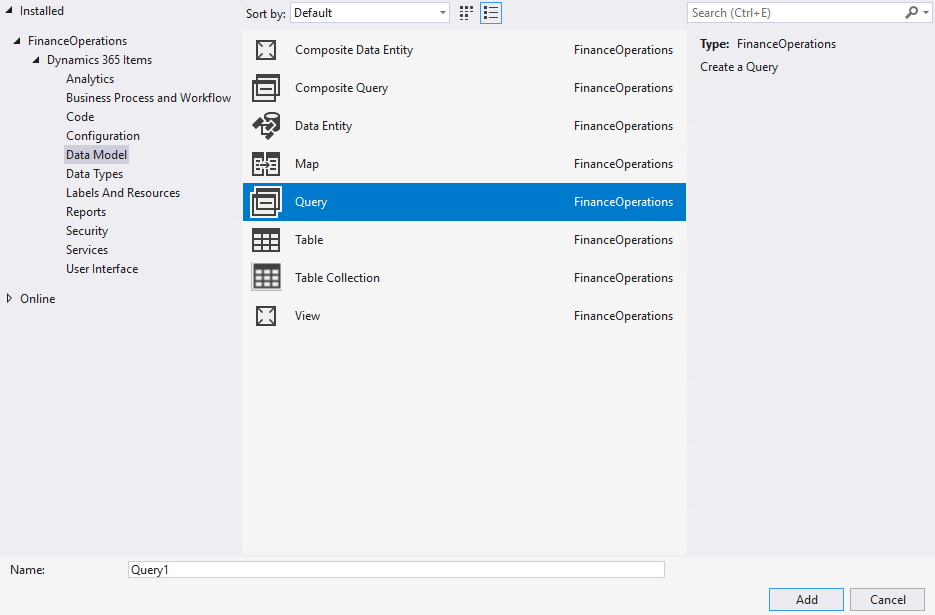 Installed
FinanceOperations
Dynamics 365 Items
Analytics
Business Process and Workflow
Code
Configuration
Data Model
Data Types
Labels And Resources
Reports
Security
Services
User Interface
Online
Sort by: Default
Composite Data Entity FinanceOperations
Composite Query FinanceOperations
Data Entity FinanceOperations
Map FinanceOperations
Query FinanceOperations
Table FinanceOperations
Table Collection FinanceOperations
View FinanceOperations
Search (Ctrl+E)
Type: FinanceOperations
Create a Query
Name: Query1
Add Cancel